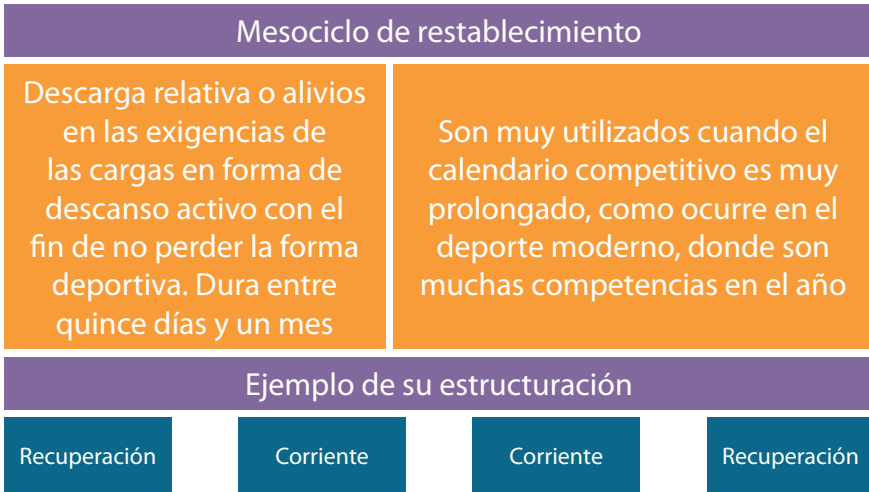 Mesociclo de restablecimiento
Descarga relativa o alivios
en las exigencias de
las cargas en forma de
descanso activo con el
fin de no perder la forma
deportiva. Dura entre
quince días y un mes
Son muy utilizados cuando el
calendario competitivo es muy
prolongado, como ocurre en el
deporte moderno, donde son
muchas competencias en el año
Ejemplo de su estructuración
Recuperación
Corriente
Corriente
Recuperación